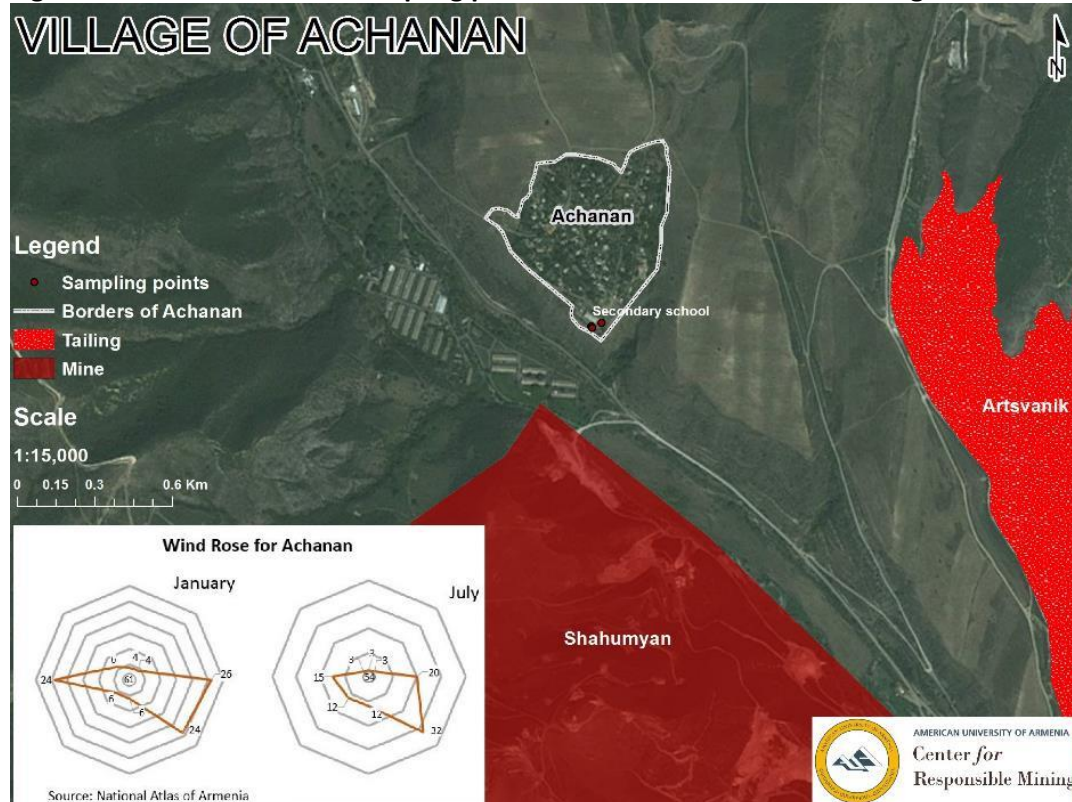 VILLAGE OF ACHANAN
N
Achanan
Secondary school
Legend
Sampling points
Borders of Achanan
Tailing
Mine
Artsvanik
Scale
1:15,000
0 0.15 0.3 0.6 Km
Shahumyan
Wind Rose for Achanan
January
4
4
26
24
6
6
24
61
July
3
3
3
20
32
12
12
15
54
Source: National Atlas of Armenia
AMERICAN UNIVERSITY OF ARMENIA
Center for
Responsible Mining